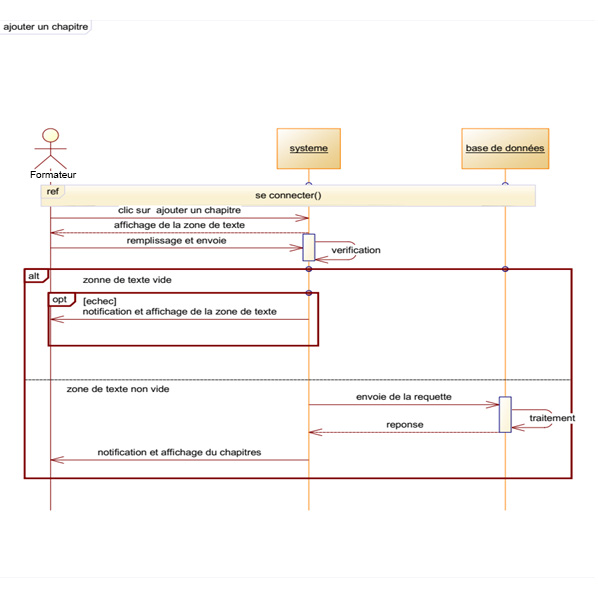 ajouter un chapitre
systeme
base de données
Formateur
ref
se connecter()
clic sur ajouter un chapitre
affichage de la zone de texte
remplissage et envoie
verification
alt
zonne de texte vide
opt
[echec]
notification et affichage de la zone de texte
zone de texte non vide
envoie de la requette
traitement
reponse
notification et affichage du chapitres